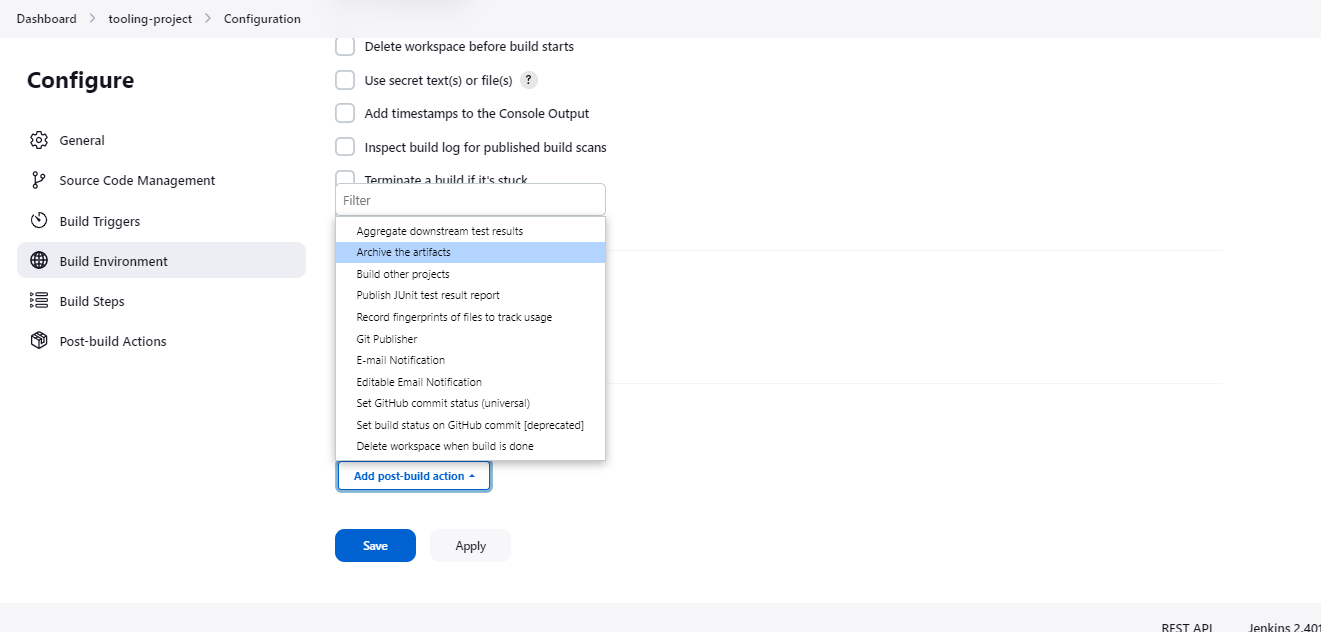 Dashboard > tooling-project > Configuration
Configure
General
Source Code Management
Build Triggers
Build Environment
Build Steps
Post-build Actions
Delete workspace before build starts
Use secret text(s) or file(s) ?
Add timestamps to the Console Output
Inspect build log for published build scans
Terminate a build if it's stuck
Filter
Aggregate downstream test results
Archive the artifacts
Build other projects
Publish JUnit test result report
Record fingerprints of files to track usage
Git Publisher
E-mail Notification
Editable Email Notification
Set GitHub commit status (universal)
Set build status on GitHub commit [deprecated]
Delete workspace when build is done
Add post-build action
Save
Apply
REST API
Jenkins 2.401